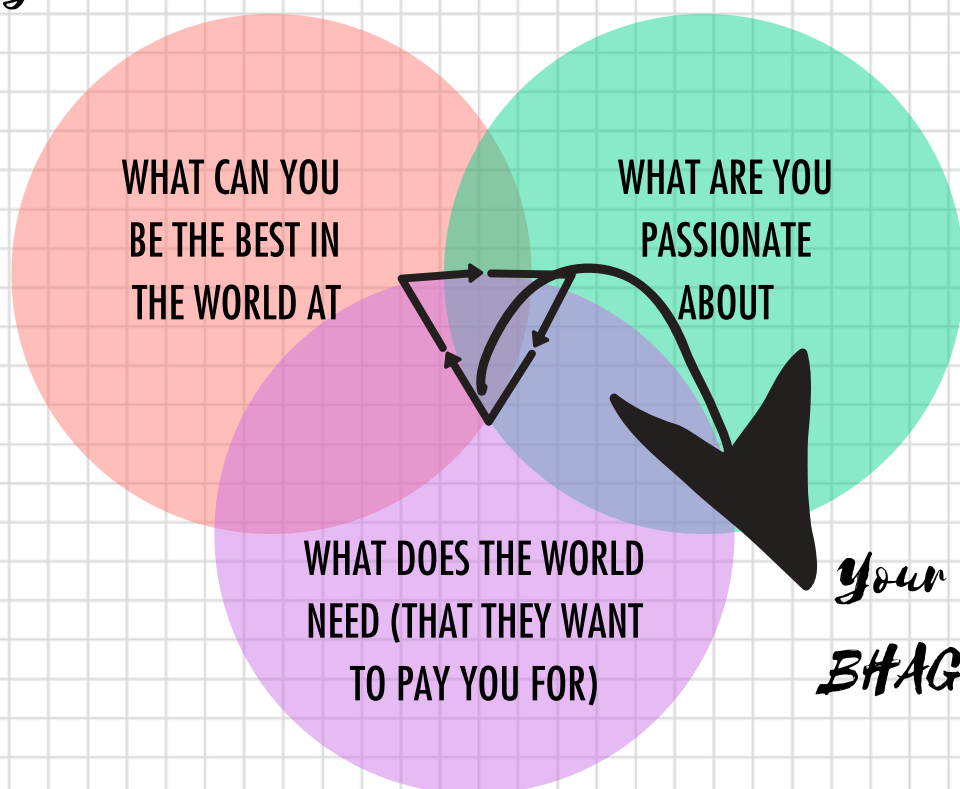 WHAT CAN YOU
BE THE BEST IN
THE WORLD AT
WHAT ARE YOU
PASSIONATE
ABOUT
WHAT DOES THE WORLD
NEED (THAT THEY WANT
TO PAY YOU FOR)
Your
BHAG